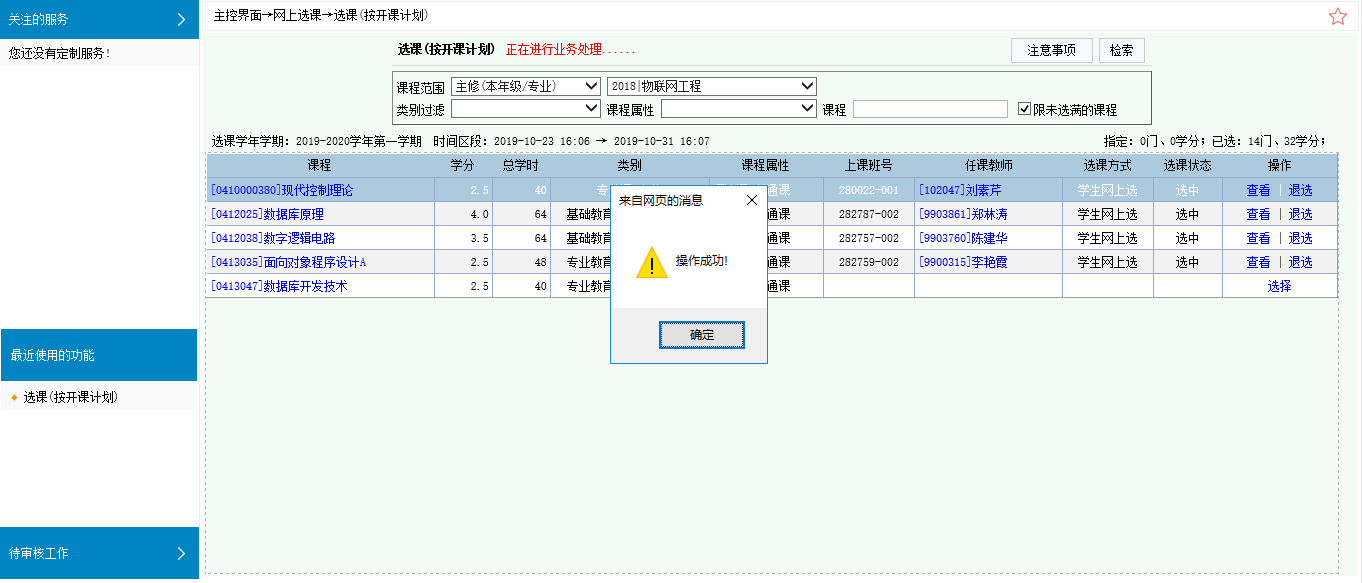 关注的服务
您还没有定制服务!
最近使用的功能
选课(按开课计划)
待审核工作
主控界面→网上选课→选课(按开课计划)
选课(按开课计划) 正在进行业务处理......
注意事项 检索
课程范围 主修(本年级/专业) 2018|物联网工程
类别过滤 课程属性 课程 限未选满的课程
选课学年学期: 2019-2020学年第一学期 时间区段: 2019-10-23 16:06 → 2019-10-31 16:07 指定: 0门、0学分; 已选: 14门、32学分;
课程 学分 总学时 类别 课程属性 上课班号 任课教师 选课方式 选课状态 操作
[0410000380]现代控制理论 2.5 40 通课 280022-001 [102047]刘素芹 学生网上选 选中 查看 | 退选
[0412025]数据库原理 4.0 64 基础教育 通课 282787-002 [9903861]郑林涛 学生网上选 选中 查看 | 退选
[0412038]数字逻辑电路 3.5 64 基础教育 通课 282757-002 [9903760]陈建华 学生网上选 选中 查看 | 退选
[0413035]面向对象程序设计A 2.5 48 专业教育 通课 282759-002 [9900315]李艳霞 学生网上选 选中 查看 | 退选
[0413047]数据库开发技术 2.5 40 专业教育 通课 选择
来自网页的消息
操作成功!
确定